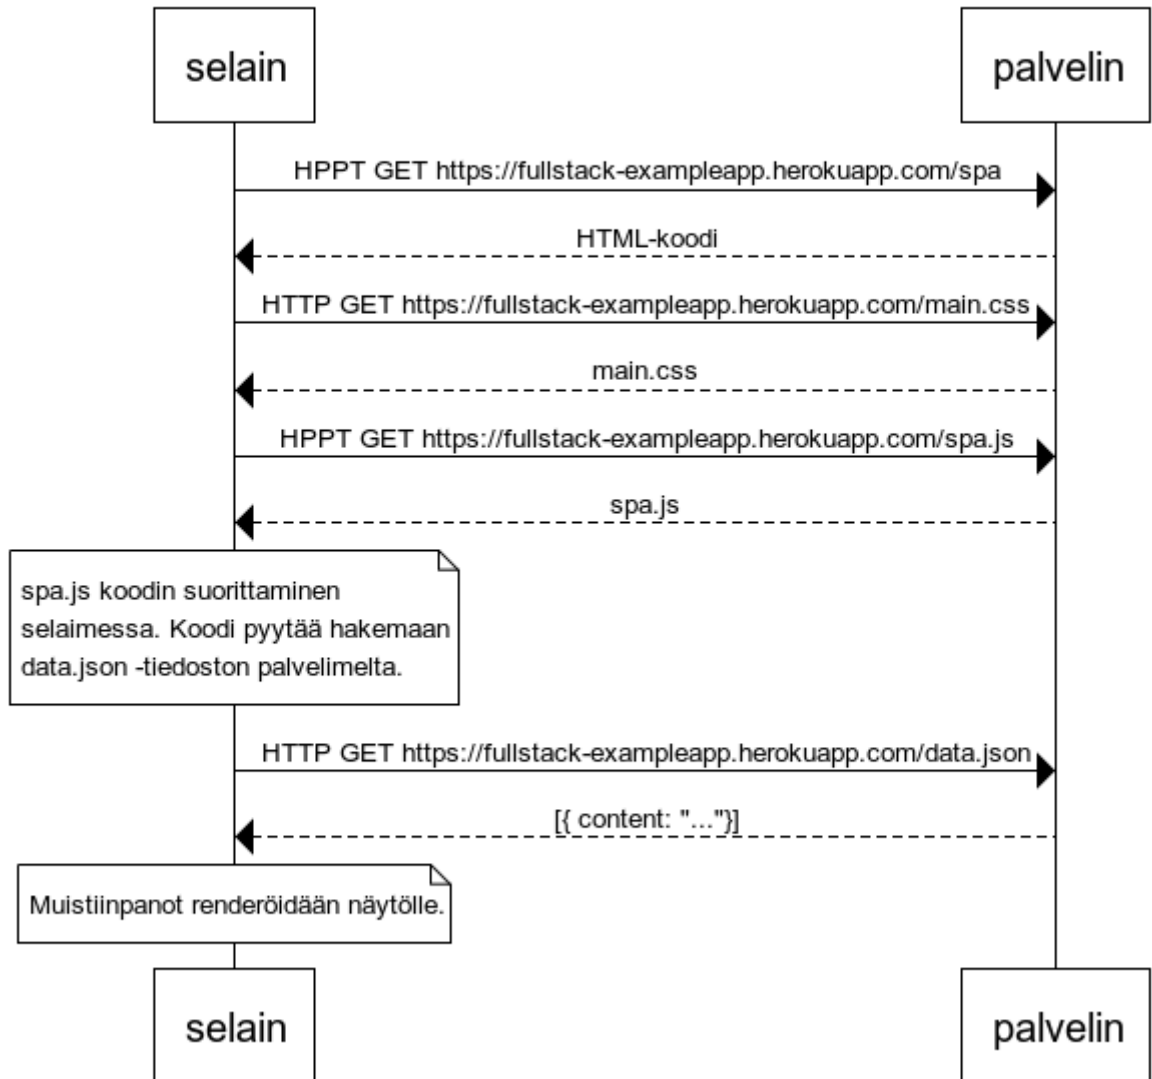 selain
palvelin
HPPT GET https://fullstack-exampleapp.herokuapp.com/spa
HTML-koodi
HTTP GET https://fullstack-exampleapp.herokuapp.com/main.css
main.css
HPPT GET https://fullstack-exampleapp.herokuapp.com/spa.js
spa.js
spa.js koodin suorittaminen
selaimessa. Koodi pyytää hakemaan
data.json -tiedoston palvelimelta.
HTTP GET https://fullstack-exampleapp.herokuapp.com/data.json
[{ content: "..."}]
Muistiinpanot renderöidään näytölle.
selain
palvelin